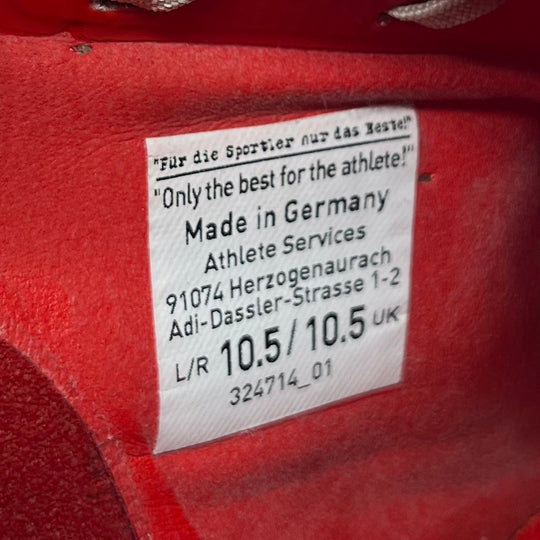 "Für die Sportler nur das Beste!"
"Only the best for the athlete!"
Made in Germany
Athlete Services
91074 Herzogenaurach
Adi-Dassler-Strasse 1-2
L/R 10.5/10.5 UK
324714_01